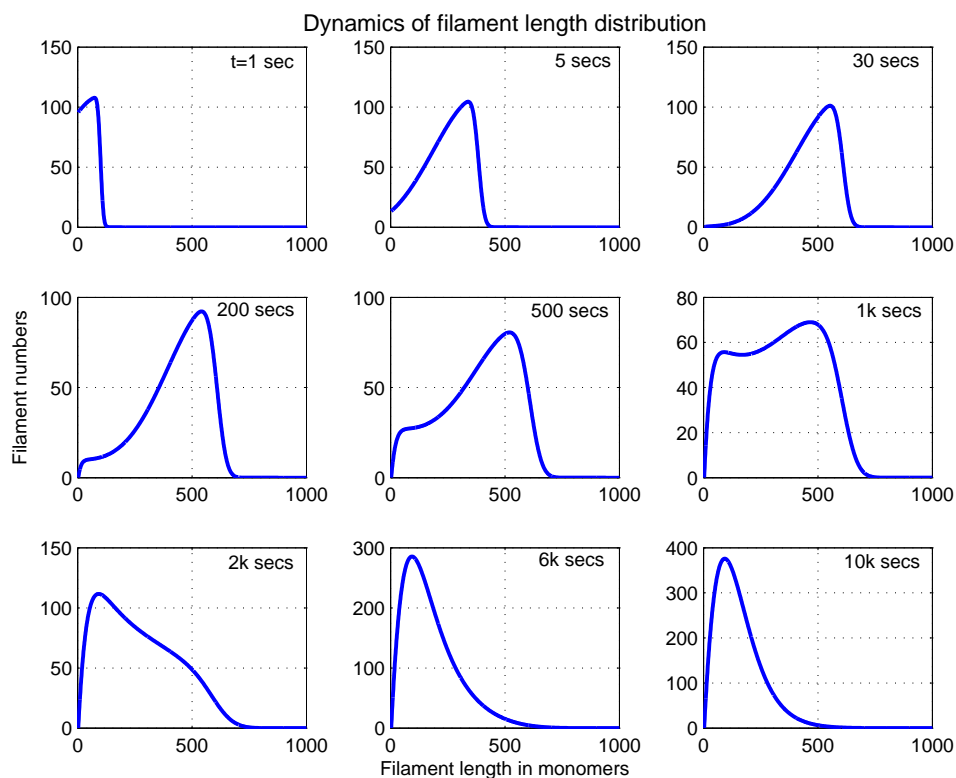 Dynamics of filament length distribution
t=1 sec
150
100
50
0
0 500 1000
5 secs
150
100
50
0
0 500 1000
30 secs
150
100
50
0
0 500 1000
Filament numbers
200 secs
100
50
0
0 500 1000
500 secs
100
50
0
0 500 1000
1k secs
80
60
40
20
0
0 500 1000
2k secs
150
100
50
0
0 500 1000
6k secs
300
200
100
0
0 500 1000
10k secs
400
300
200
100
0
0 500 1000
Filament length in monomers